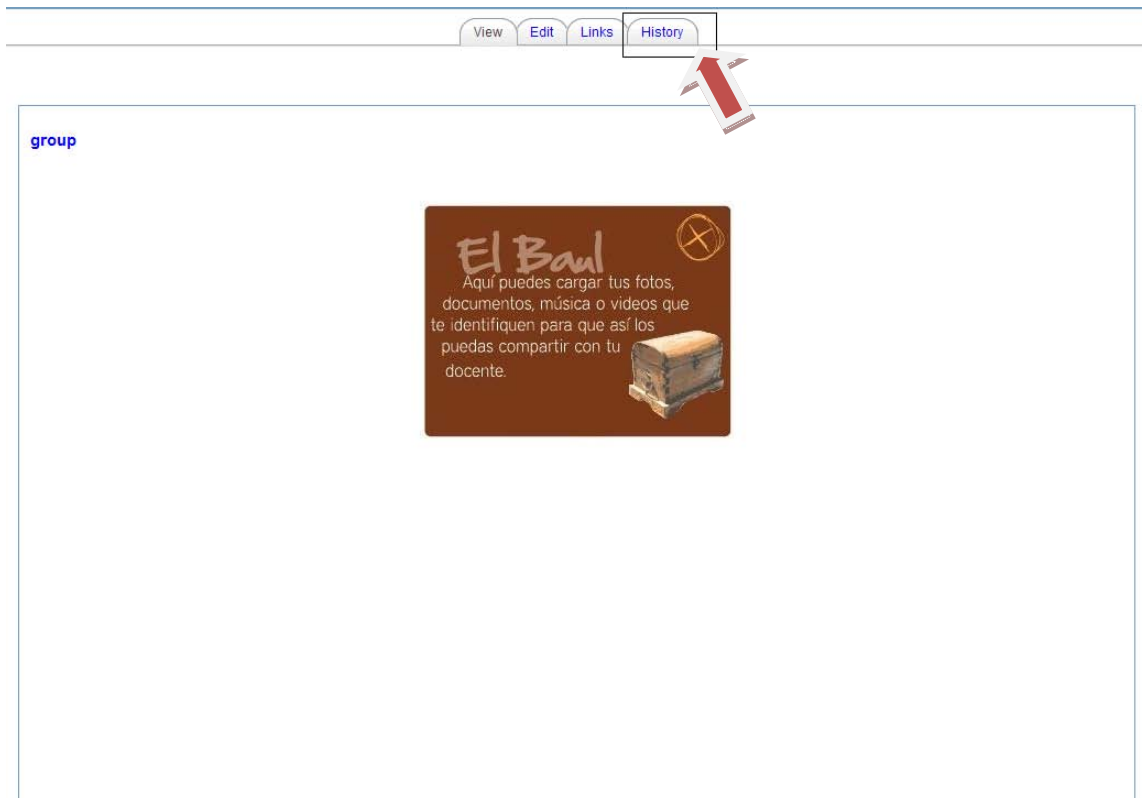 View Edit Links History
group
El Baul
Aquí puedes cargar tus fotos,
documentos, música o videos que
te identifiquen para que así los
puedas compartir con tu
docente.